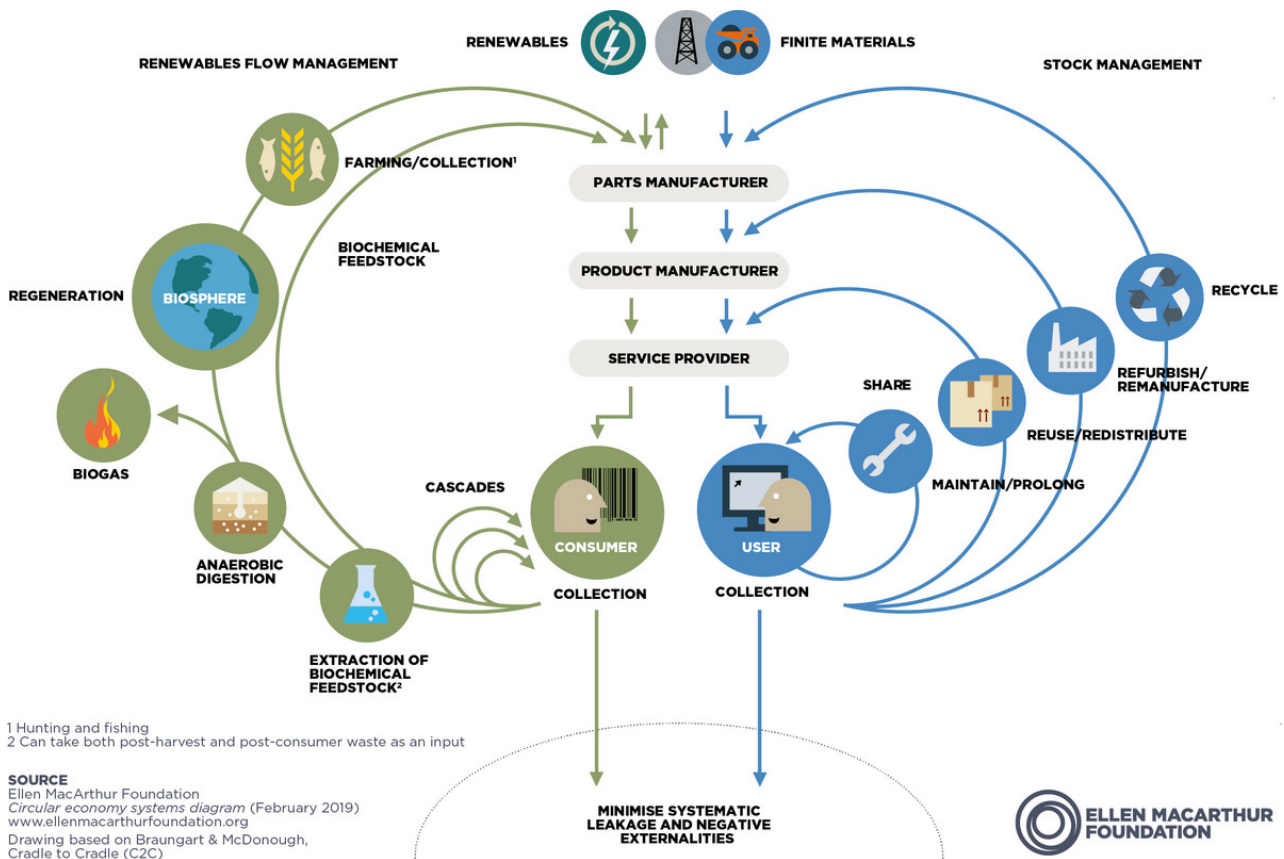 RENEWABLES
FINITE MATERIALS
RENEWABLES FLOW MANAGEMENT
STOCK MANAGEMENT
FARMING/COLLECTION¹
PARTS MANUFACTURER
BIOCHEMICAL
FEEDSTOCK
PRODUCT MANUFACTURER
REGENERATION
BIOSPHERE
RECYCLE
SERVICE PROVIDER
REFURBISH/
REMANUFACTURE
SHARE
REUSE/REDISTRIBUTE
BIOGAS
CASCADES
MAINTAIN/PROLONG
CONSUMER
USER
ANAEROBIC
DIGESTION
COLLECTION
COLLECTION
EXTRACTION OF
BIOCHEMICAL
FEEDSTOCK²
1 Hunting and fishing
2 Can take both post-harvest and post-consumer waste as an input
SOURCE
Ellen MacArthur Foundation
Circular economy systems diagram (February 2019)
www.ellenmacarthurfoundation.org
Drawing based on Braungart & McDonough,
Cradle to Cradle (C2C)
MINIMISE SYSTEMATIC
LEAKAGE AND NEGATIVE
EXTERNALITIES
ELLEN MACARTHUR
FOUNDATION